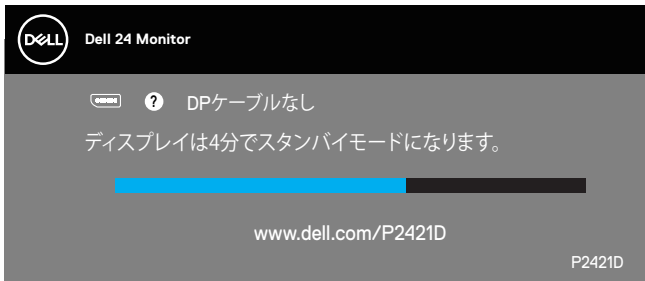 DELL
Dell 24 Monitor
? DPケーブルなし
ディスプレイは4分でスタンバイモードになります。
www.dell.com/P2421D
P2421D